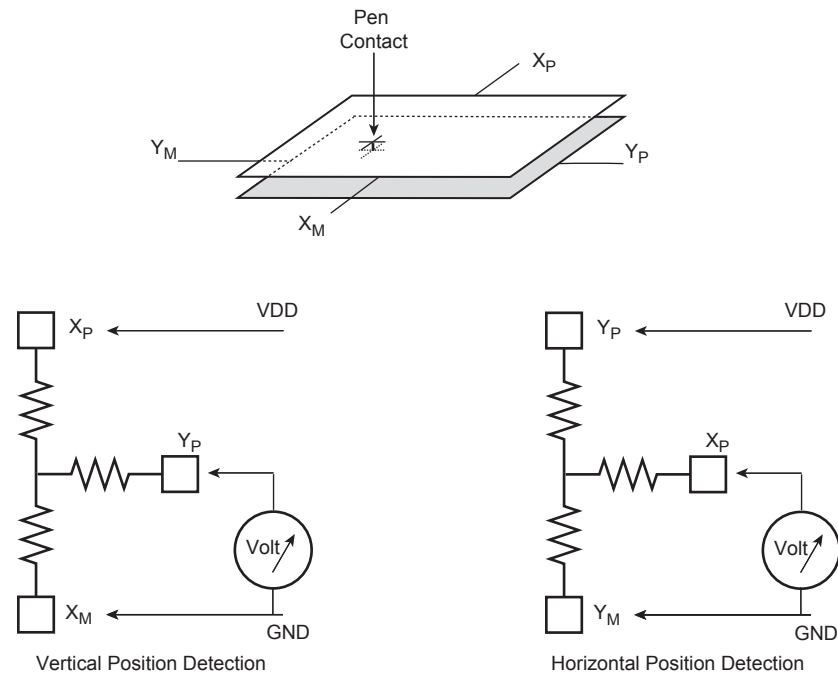 Pen
Contact
X_P
Y_M
Y_P
X_M
X_P
VDD
Y_P
Volt
X_M
GND
Vertical Position Detection
Y_P
VDD
X_P
Volt
Y_M
GND
Horizontal Position Detection